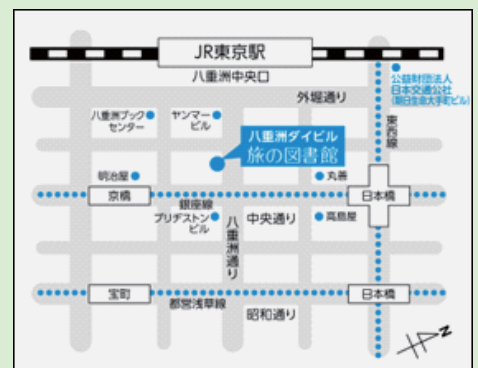 JR東京駅
八重洲中央口
公益財団法人
日本交通公社
(朝日生命大手町ビル)
外堀通り
八重洲ブック
センター
ヤンマー
ビル
東西線
八重洲ダイビル
旅の図書館
明治屋
丸善
京橋
日本橋
銀座線
ブリヂストン
ビル
八重洲通り
中央通り
高島屋
宝町
日本橋
都営浅草線
昭和通り
N